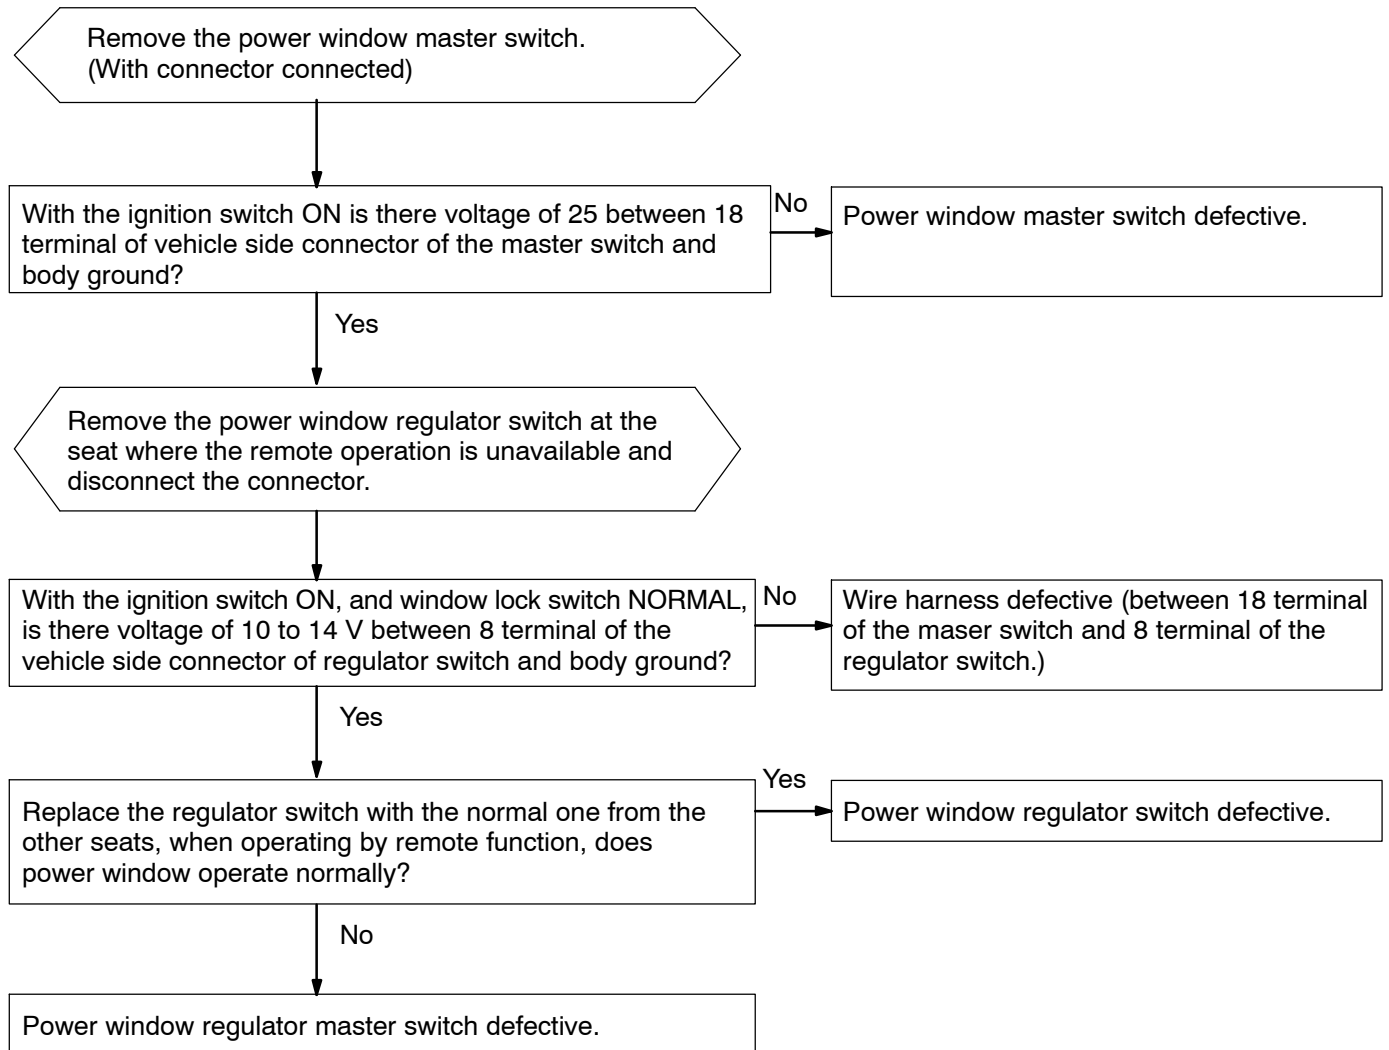 Remove the power window master switch.
(With connector connected)
With the ignition switch ON is there voltage of 25 between 18
terminal of vehicle side connector of the master switch and
body ground?
No
Power window master switch defective.
Yes
Remove the power window regulator switch at the
seat where the remote operation is unavailable and
disconnect the connector.
With the ignition switch ON, and window lock switch NORMAL,
is there voltage of 10 to 14 V between 8 terminal of the
vehicle side connector of regulator switch and body ground?
No
Wire harness defective (between 18 terminal
of the maser switch and 8 terminal of the
regulator switch.)
Yes
Replace the regulator switch with the normal one from the
other seats, when operating by remote function, does
power window operate normally?
Yes
Power window regulator switch defective.
No
Power window regulator master switch defective.